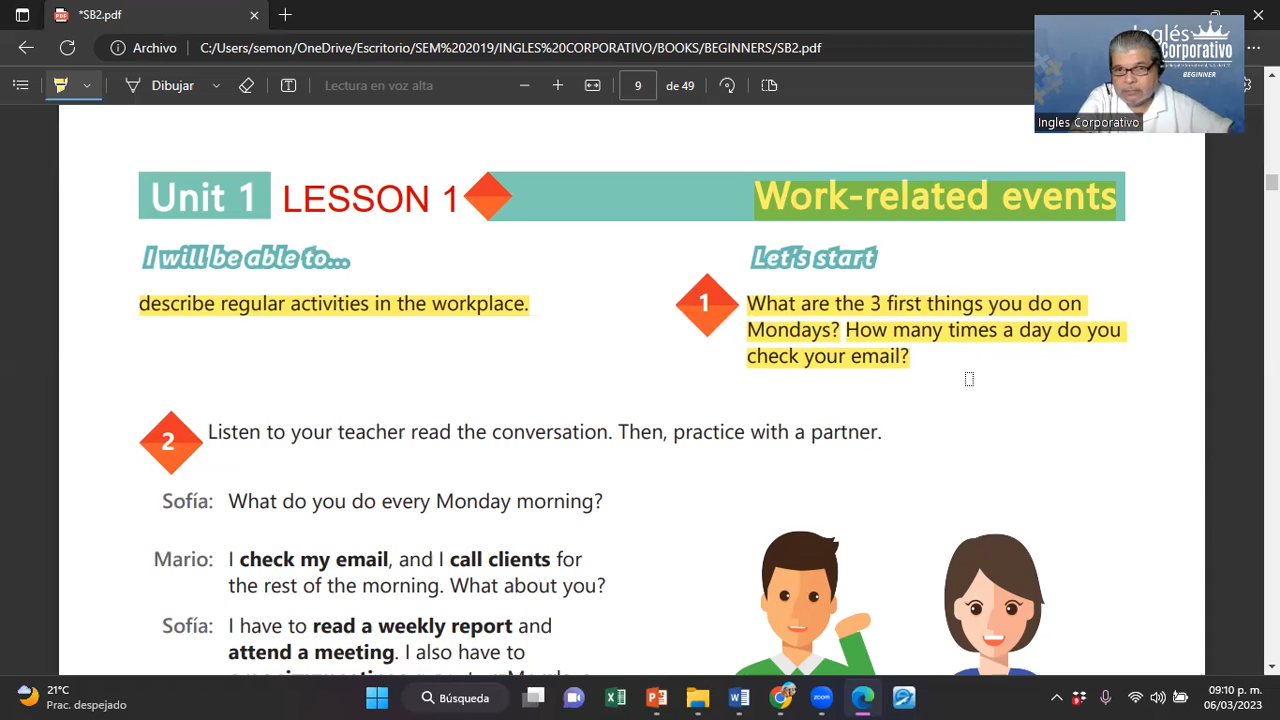 *SB2.pdf
Archivo
C:/Users/semon/OneDrive/Escritorio/SEM%202019/INGLES%20CORPORATIVO/BOOKS/BEGINNERS/SB2.pdf
Dibujar
Lectura en voz alta
9
de 49
Inglés
Corporativo
BEGINNER
Ingles Corporativo
Unit 1
LESSON 1
Work-related events
I will be able to...
Let's start
describe regular activities in the workplace.
1
What are the 3 first things you do on
Mondays? How many times a day do you
check your email?
2
Listen to your teacher read the conversation. Then, practice with a partner.
Sofía: What do you do every Monday morning?
Mario: I check my email, and I call clients for
the rest of the morning. What about you?
Sofía: I have to read a weekly report and
attend a meeting. I also have to
21°C
Prac. despejado
Búsqueda
zoom
09:10 p. m.
06/03/2023